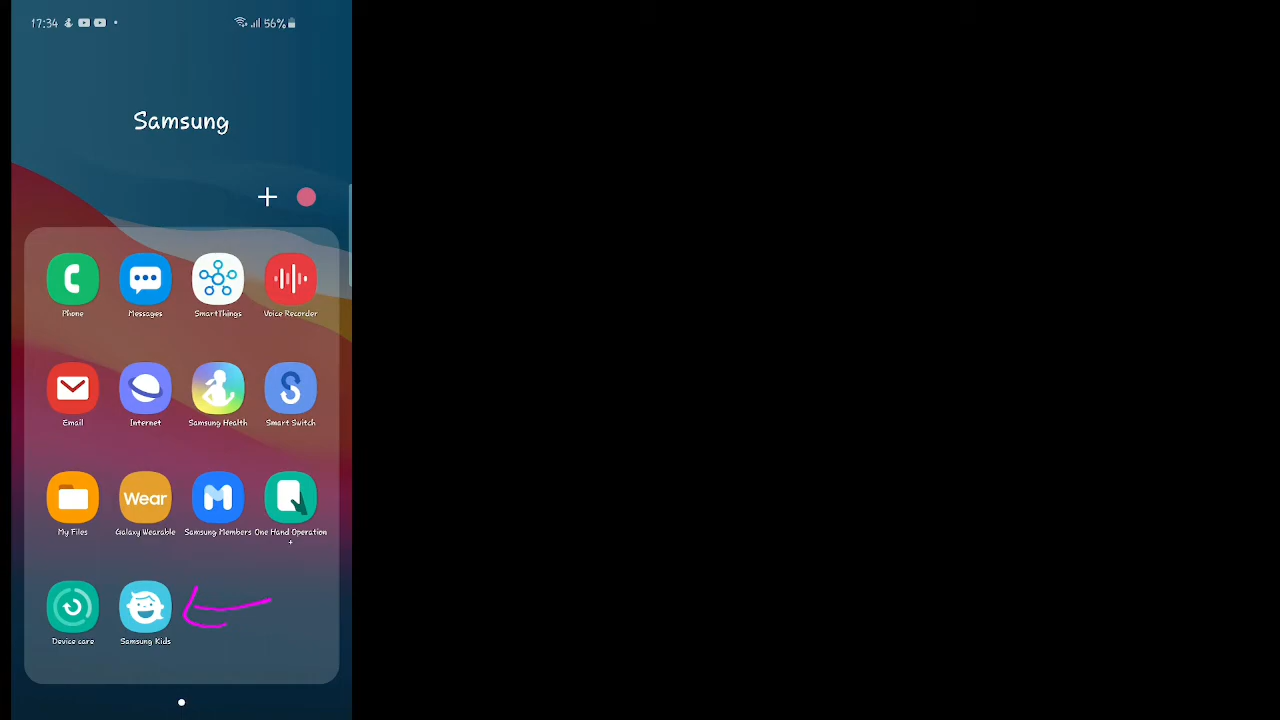 17:34 56%
Samsung
Phone Messages SmartThings Voice Recorder
Email Internet Samsung Health Smart Switch
Wear
My Files Galaxy Wearable Samsung Members One Hand Operation
+
Device care Samsung Kids